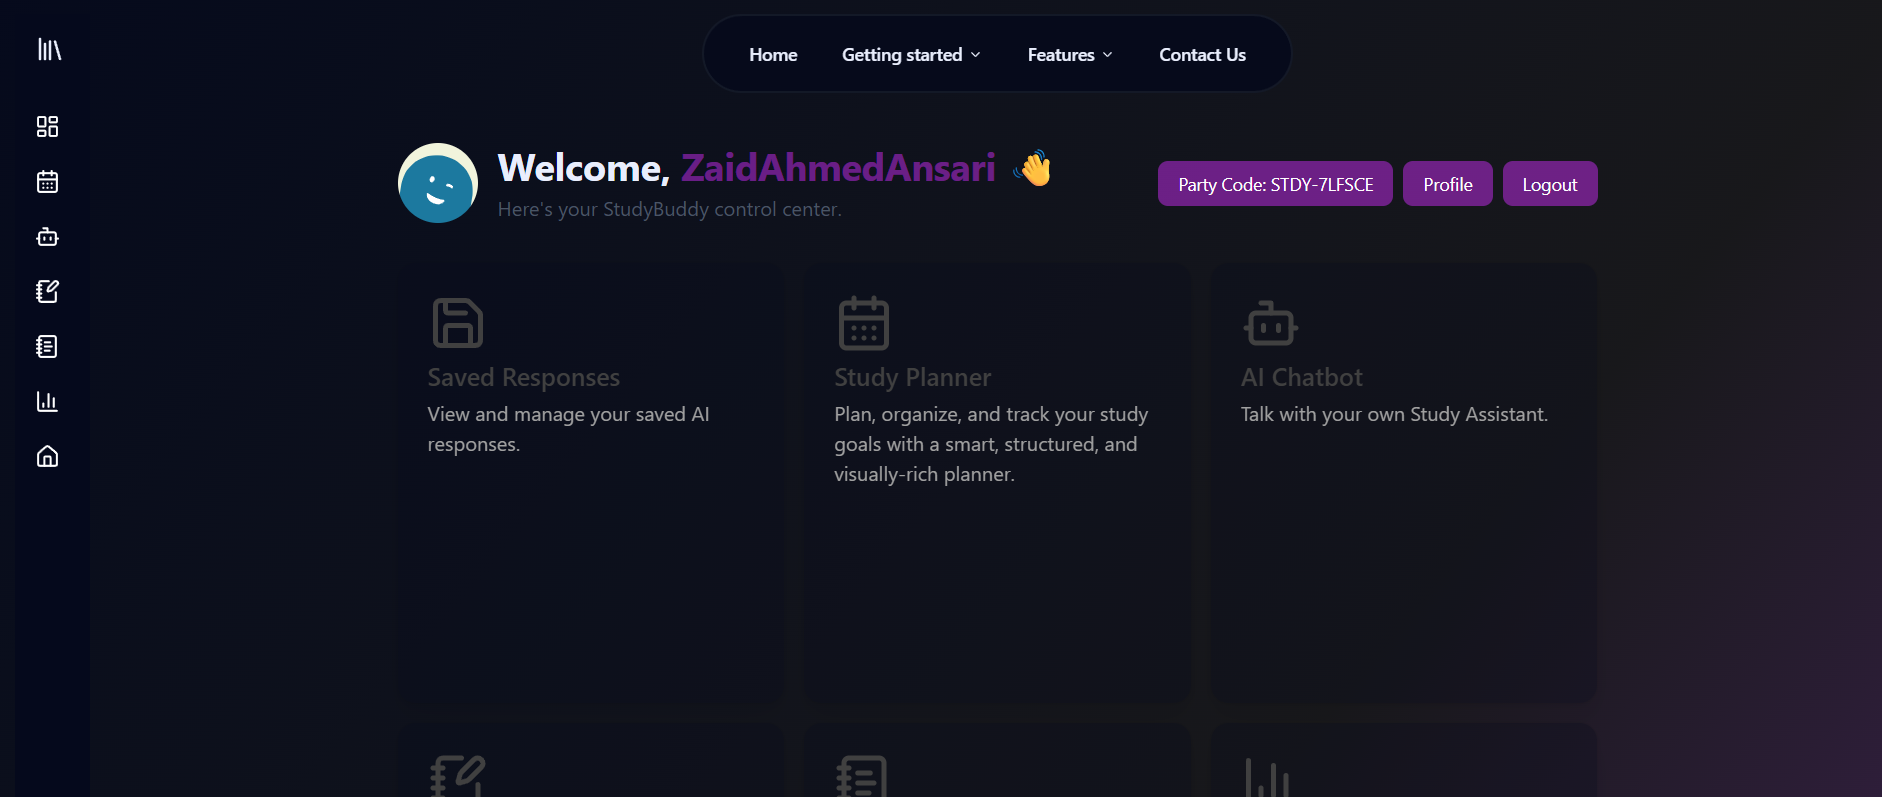 Home Getting started Features Contact Us
Welcome, ZaidAhmedAnsari 👋
Here's your StudyBuddy control center.
Party Code: STDY-7LFSCE
Profile
Logout
Saved Responses
View and manage your saved AI
responses.
Study Planner
Plan, organize, and track your study
goals with a smart, structured, and
visually-rich planner.
AI Chatbot
Talk with your own Study Assistant.